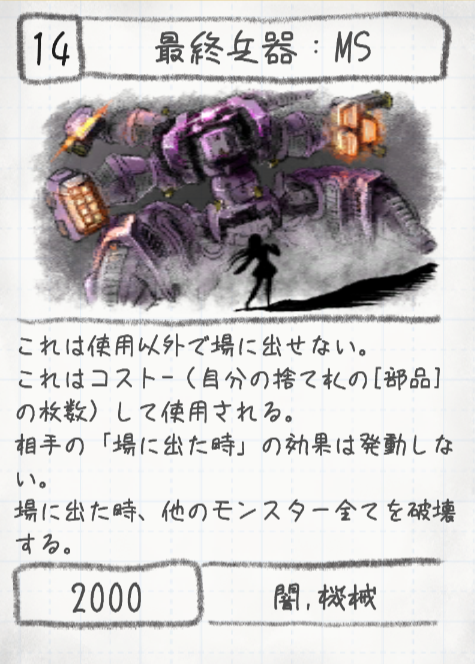 14
最終兵器：MS
これは使用以外で場に出せない。
これはコスト-（自分の捨て札の[部品]
の枚数）して使用される。
相手の「場に出た時」の効果は発動しな
い。
場に出た時、他のモンスター全てを破壊
する。
2000
闇,機械